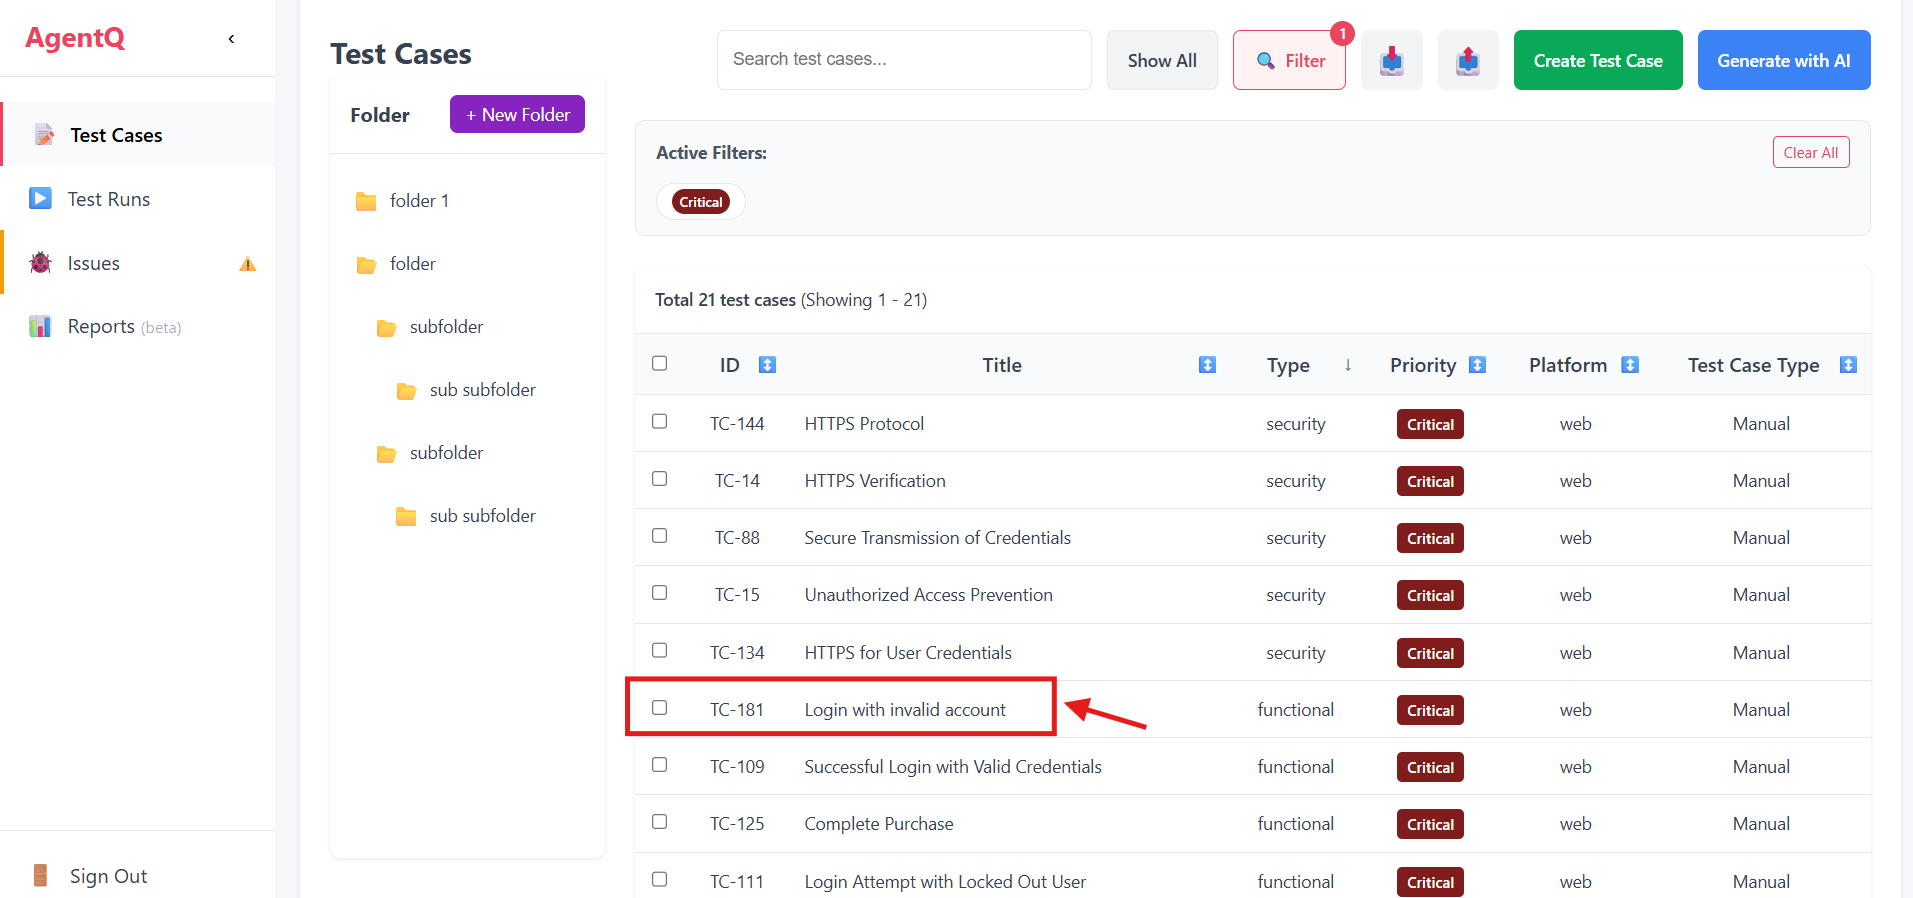 AgentQ
‹
Test Cases
Test Runs
Issues
Reports (beta)
Sign Out
Test Cases
Search test cases...
Show All
Filter
1
Create Test Case
Generate with AI
Folder
+ New Folder
folder 1
folder
subfolder
sub subfolder
subfolder
sub subfolder
Active Filters:
Clear All
Critical
Total 21 test cases (Showing 1 - 21)
ID Title Type ↓ Priority Platform Test Case Type
TC-144 HTTPS Protocol security Critical web Manual
TC-14 HTTPS Verification security Critical web Manual
TC-88 Secure Transmission of Credentials security Critical web Manual
TC-15 Unauthorized Access Prevention security Critical web Manual
TC-134 HTTPS for User Credentials security Critical web Manual
TC-181 Login with invalid account functional Critical web Manual
TC-109 Successful Login with Valid Credentials functional Critical web Manual
TC-125 Complete Purchase functional Critical web Manual
TC-111 Login Attempt with Locked Out User functional Critical web Manual